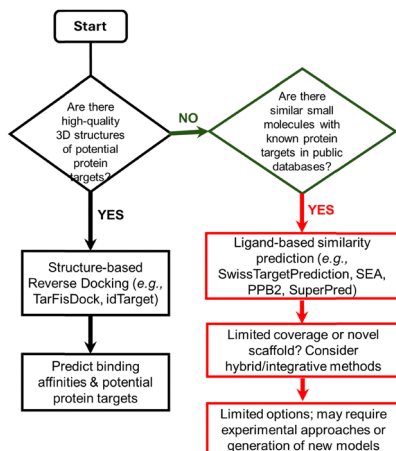 Start
Are there
high-quality
3D structures
of potential
protein
targets?
NO
Are there
similar small
molecules with
known protein
targets in public
databases?
YES
YES
Structure-based
Reverse Docking (e.g.,
TarFisDock, idTarget)
Ligand-based similarity
prediction (e.g.,
SwissTargetPrediction, SEA,
PPB2, SuperPred)
Predict binding
affinities & potential
protein targets
Limited coverage or novel
scaffold? Consider
hybrid/integrative methods
Limited options; may require
experimental approaches or
generation of new models